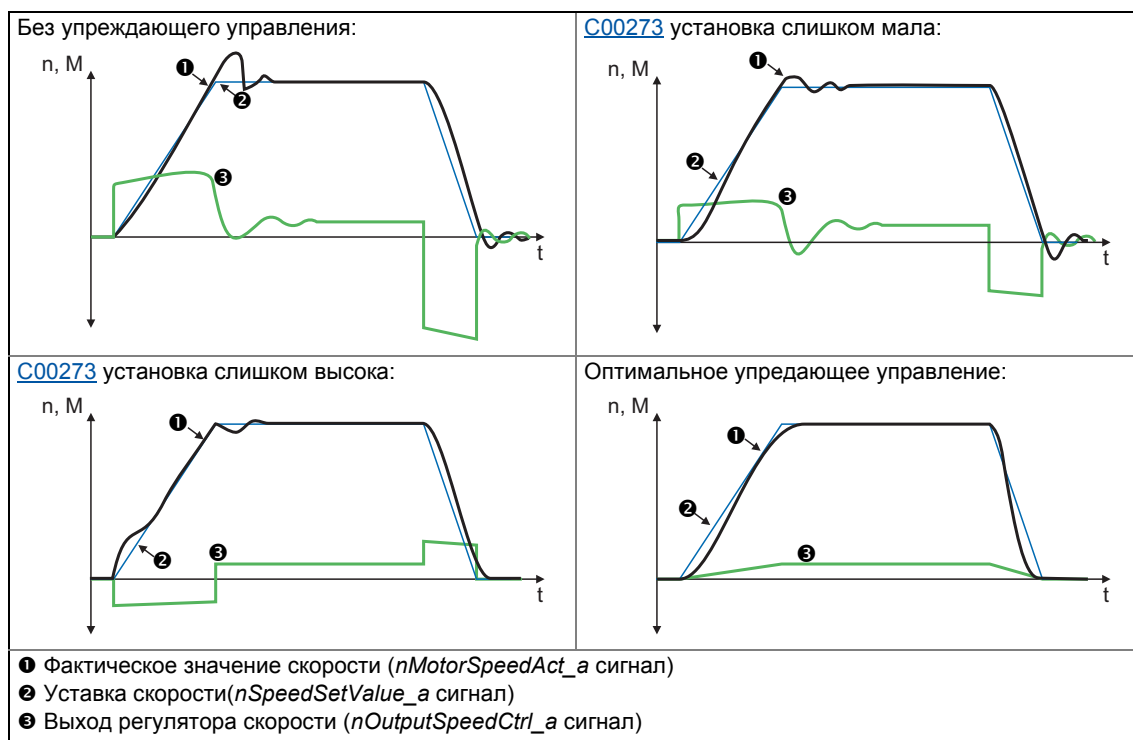 Без упреждающего управления:
n, M
❶
❷
❸
t
C00273 установка слишком мала:
n, M
❶
❷
❸
t
C00273 установка слишком высока:
n, M
❶
❷
❸
t
Оптимальное упредающее управление:
n, M
❶
❷
❸
t
❶ Фактическое значение скорости (nMotorSpeedAct_a сигнал)
❷ Уставка скорости(nSpeedSetValue_a сигнал)
❸ Выход регулятора скорости (nOutputSpeedCtrl_a сигнал)